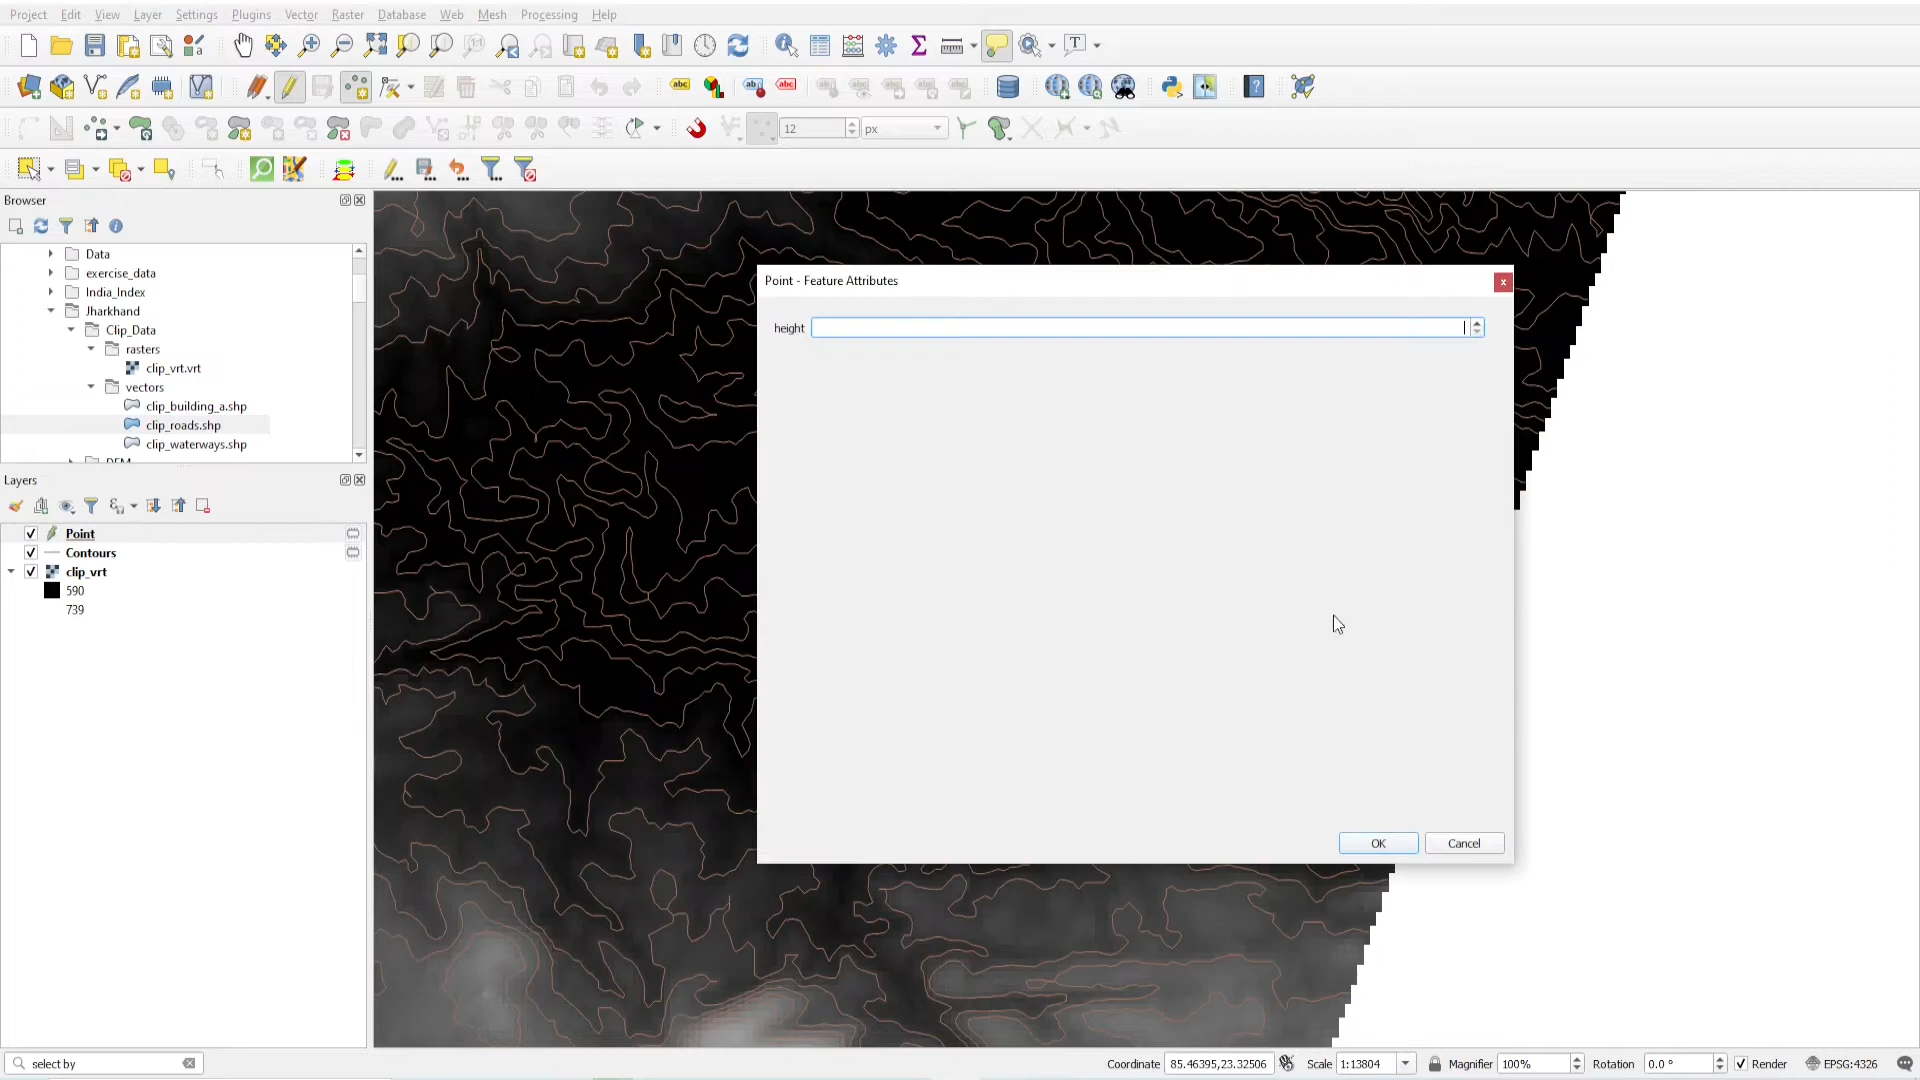 Project Edit View Layer Settings Plugins Vector Raster Database Web Mesh Processing Help
12 px
Browser
Data
exercise_data
India_Index
Jharkhand
Clip_Data
rasters
clip_vrt.vrt
vectors
clip_building_a.shp
clip_roads.shp
clip_waterways.shp
Layers
Point
Contours
clip_vrt
590
739
Point - Feature Attributes
height
OK Cancel
select by
Coordinate 85.46395,23.32506 Scale 1:13804 Magnifier 100% Rotation 0.0 ° Render EPSG:4326